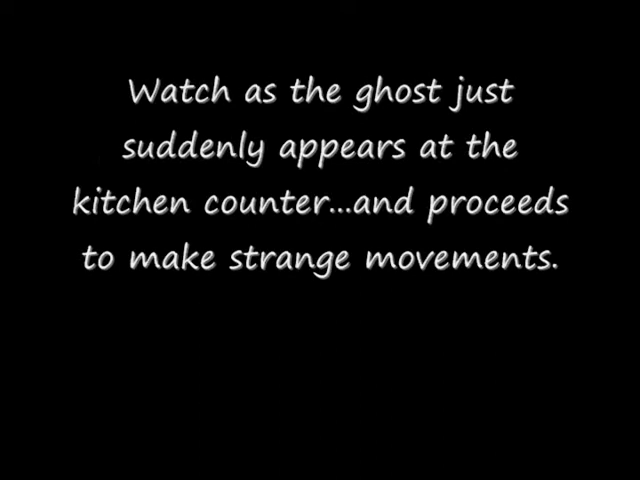 Watch as the ghost just
suddenly appears at the
kitchen counter...and proceeds
to make strange movements.